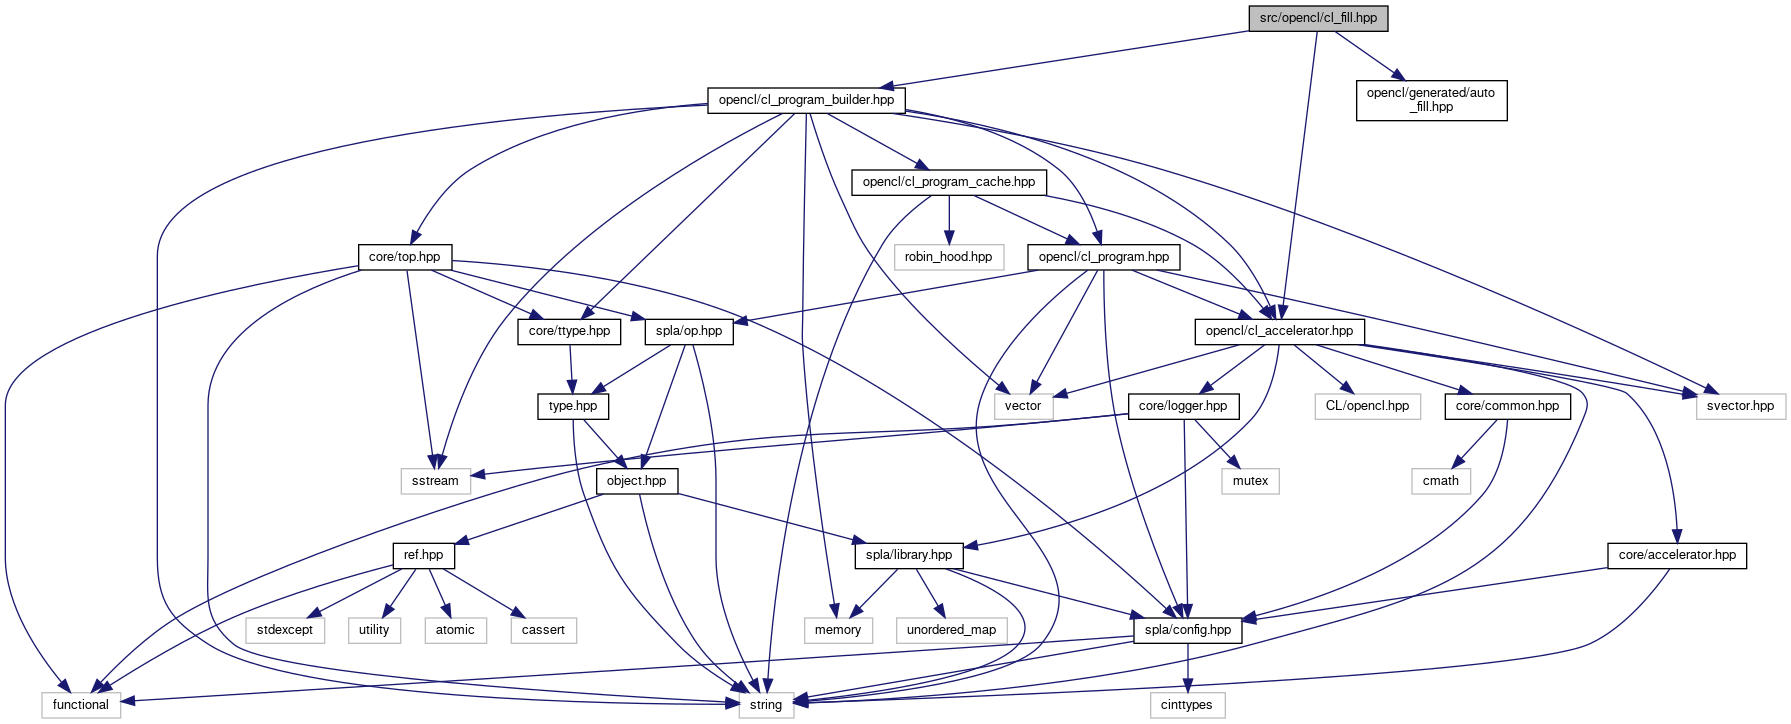 src/opencl/cl_fill.hpp
opencl/cl_program_builder.hpp
opencl/generated/auto
_fill.hpp
opencl/cl_program_cache.hpp
core/top.hpp
robin_hood.hpp
opencl/cl_program.hpp
core/ttype.hpp
spla/op.hpp
opencl/cl_accelerator.hpp
type.hpp
vector
core/logger.hpp
CL/opencl.hpp
core/common.hpp
svector.hpp
sstream
object.hpp
mutex
cmath
ref.hpp
spla/library.hpp
core/accelerator.hpp
stdexcept
utility
atomic
cassert
memory
unordered_map
spla/config.hpp
functional
string
cinttypes